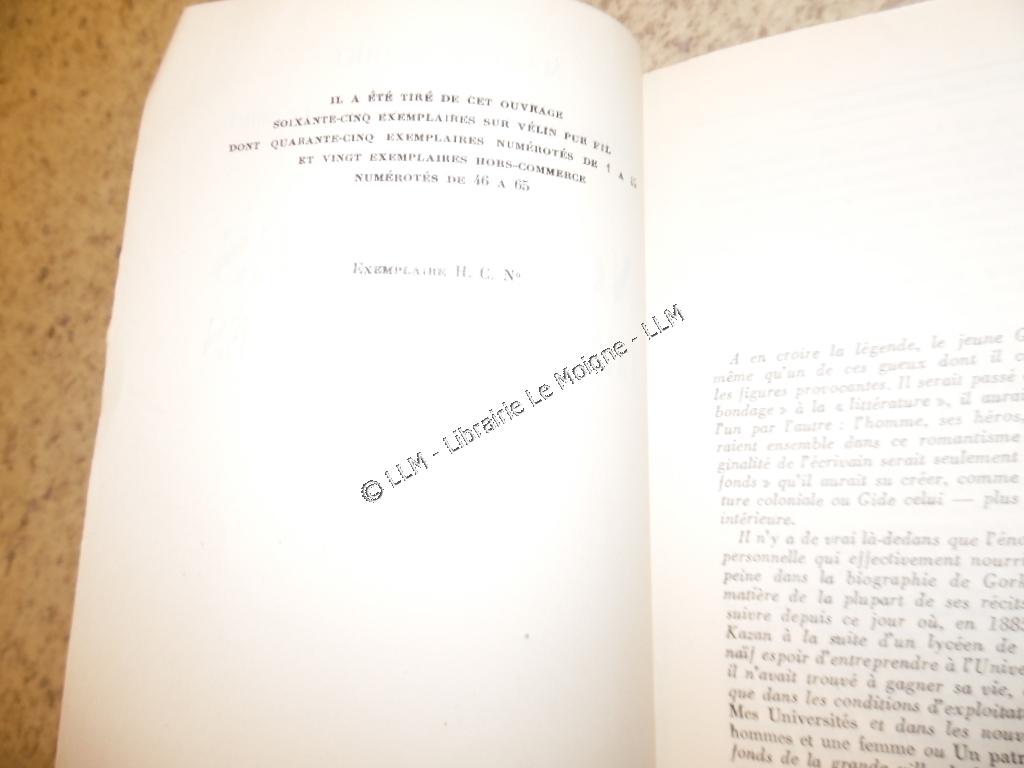 IL A ÉTÉ TIRÉ DE CET OUVRAGE
SOIXANTE-CINQ EXEMPLAIRES SUR VÉLIN PUR FIL
DONT QUARANTE-CINQ EXEMPLAIRES NUMÉROTÉS DE 1 A
ET VINGT EXEMPLAIRES HORS-COMMERCE
NUMÉROTÉS DE 46 A 65
EXEMPLAIRE H. C. Nº
© LLM - Librairie Le Moigne - LLM
A en croire la légende, le jeune G
même qu'un de ces gueux dont il c
les figures provocantes. Il serait passé
bondage » à la « littérature », il aurai
l'un par l'autre : l'homme, ses héros,
raient ensemble dans ce romantisme
ginalité de l'écrivain serait seulement
fonds » qu'il aurait su créer, comme
ture coloniale ou Gide celui — plus
intérieure.
Il n'y a de vrai là-dedans que l'éno
personnelle qui effectivement nourri
peine dans la biographie de Gork
matière de la plupart de ses récits
suivre depuis ce jour où, en 188
Kazan à la suite d'un lycéen de
naïf espoir d'entreprendre à l'Unive
il n'avait trouvé à gagner sa vie,
que dans les conditions d'exploitat
Mes Universités et dans les nouv
hommes et une femme ou Un patr
fonds de la grande